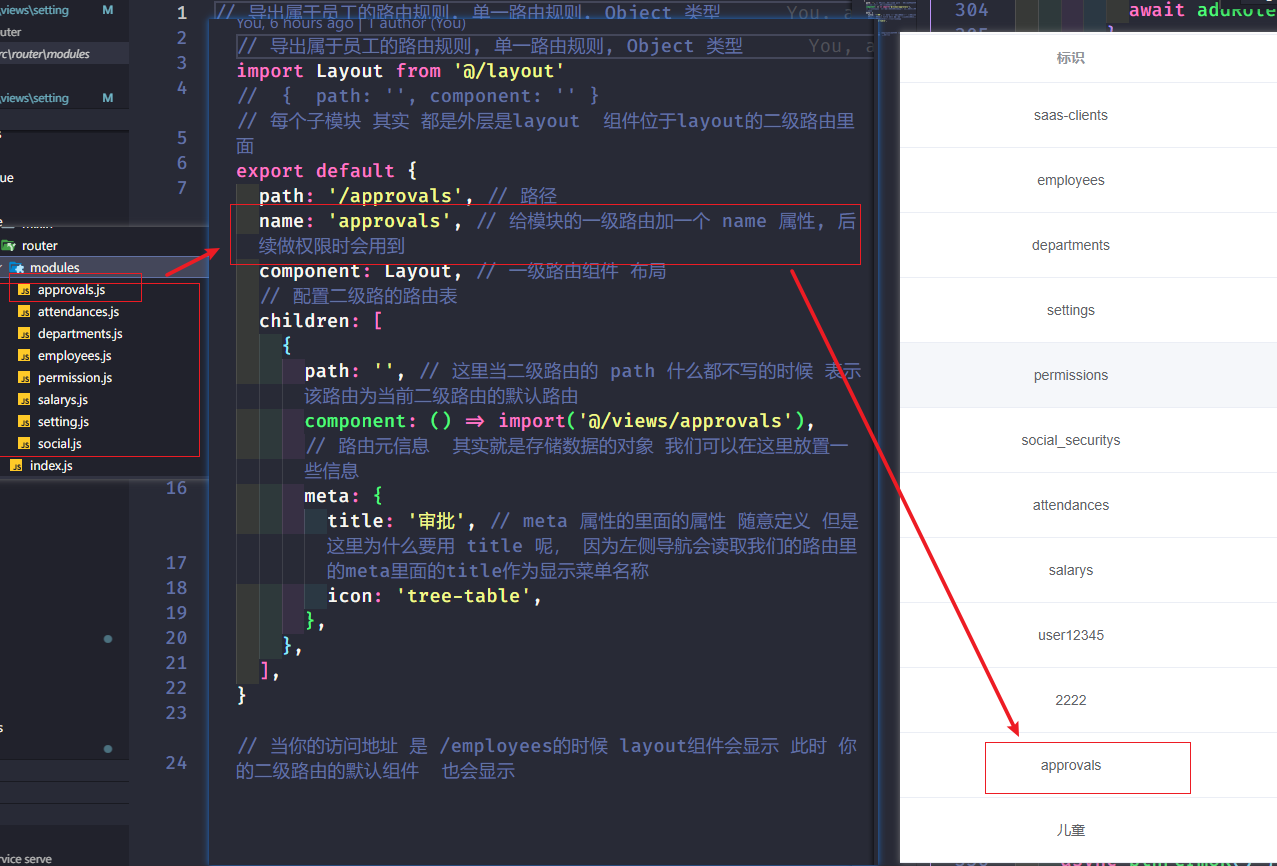 views\setting M
uter
rc\router\modules
views\setting M
ue
router
modules
approvals.js
attendances.js
departments.js
employees.js
permission.js
salarys.js
setting.js
social.js
index.js
rvice serve
1
2
3
4
5
6
7
16
17
18
19
20
21
22
23
24
// 导出属于员工的路由规则, 单一路由规则, Object 类型 You, a
You, 6 hours ago | 1 author (You)
// 导出属于员工的路由规则, 单一路由规则, Object 类型 You, a
import Layout from '@/layout'
// { path: '', component: '' }
// 每个子模块 其实 都是外层是layout 组件位于layout的二级路由里
面
export default {
path: '/approvals', // 路径
name: 'approvals', // 给模块的一级路由加一个 name 属性, 后
续做权限时会用到
component: Layout, // 一级路由组件 布局
// 配置二级路的路由表
children: [
{
path: '', // 这里当二级路由的 path 什么都不写的时候 表示
该路由为当前二级路由的默认路由
component: () => import('@/views/approvals'),
// 路由元信息 其实就是存储数据的对象 我们可以在这里放置一
些信息
meta: {
title: '审批', // meta 属性的里面的属性 随意定义 但是
这里为什么要用 title 呢, 因为左侧导航会读取我们的路由里
的meta里面的title作为显示菜单名称
icon: 'tree-table',
},
},
],
}
// 当你的访问地址 是 /employees的时候 layout组件会显示 此时 你
的二级路由的默认组件 也会显示
304
await addRole
标识
saas-clients
employees
departments
settings
permissions
social_securitys
attendances
salarys
user12345
2222
approvals
儿童